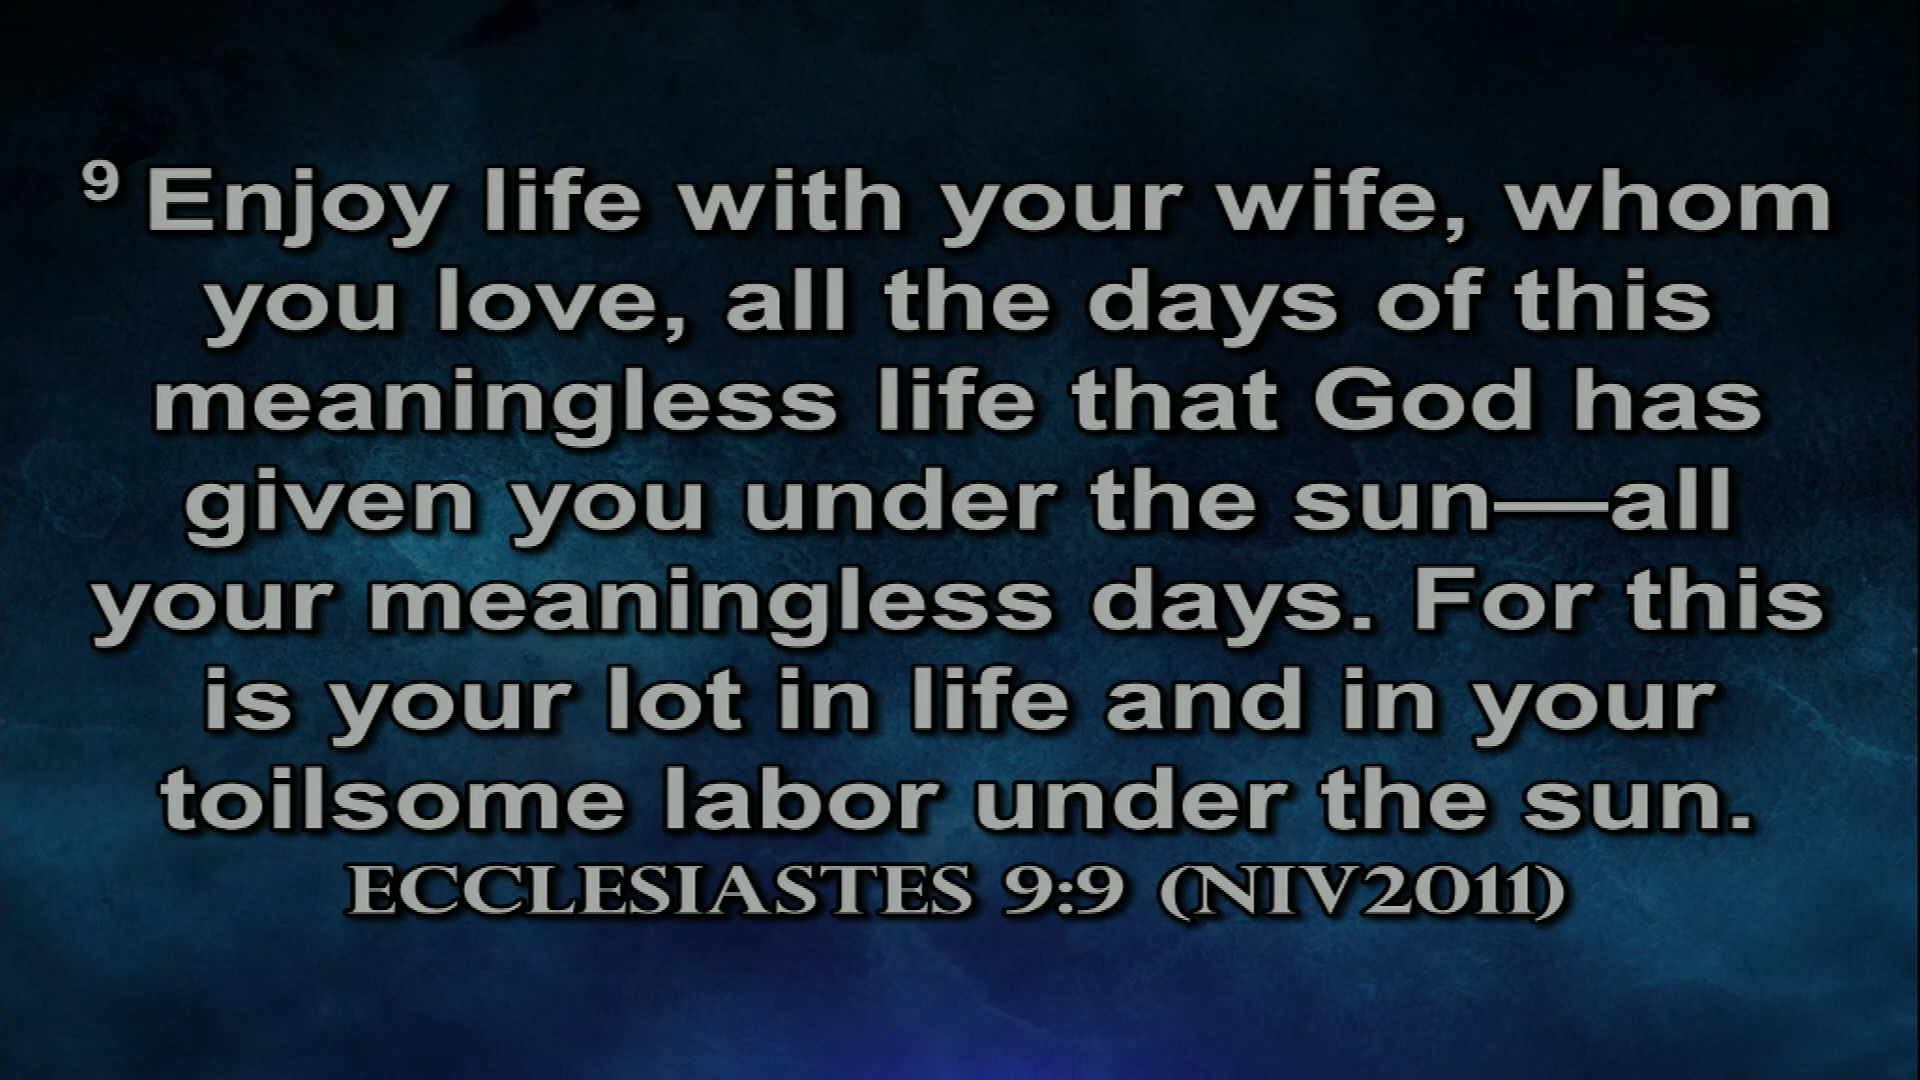 9 Enjoy life with your wife, whom
you love, all the days of this
meaningless life that God has
given you under the sun—all
your meaningless days. For this
is your lot in life and in your
toilsome labor under the sun.
ECCLESIASTES 9:9 (NIV2011)